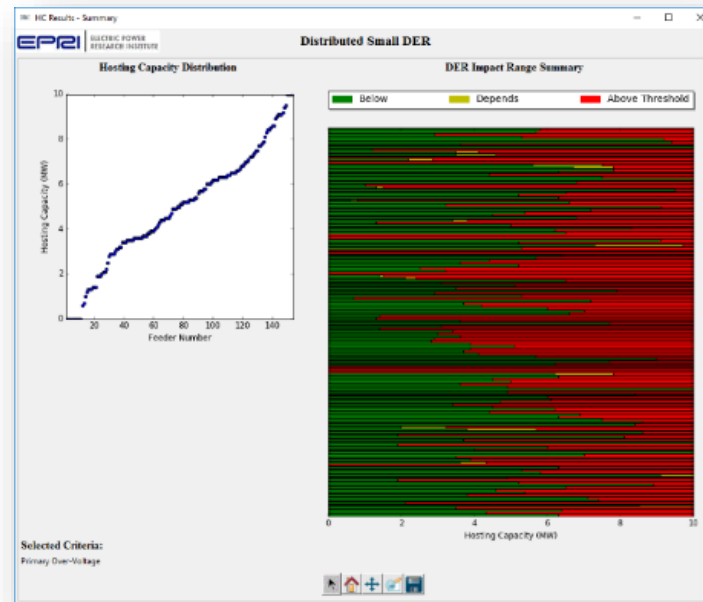 HC Results - Summary
EPRI
ELECTRIC POWER
RESEARCH INSTITUTE
Distributed Small DER
Hosting Capacity Distribution
10
8
6
4
2
0
Hosting Capacity (MW)
20 40 60 80 100 120 140
Feeder Number
DER Impact Range Summary
Below Depends Above Threshold
0 2 4 6 8 10
Hosting Capacity (MW)
Selected Criteria:
Primary Over-Voltage